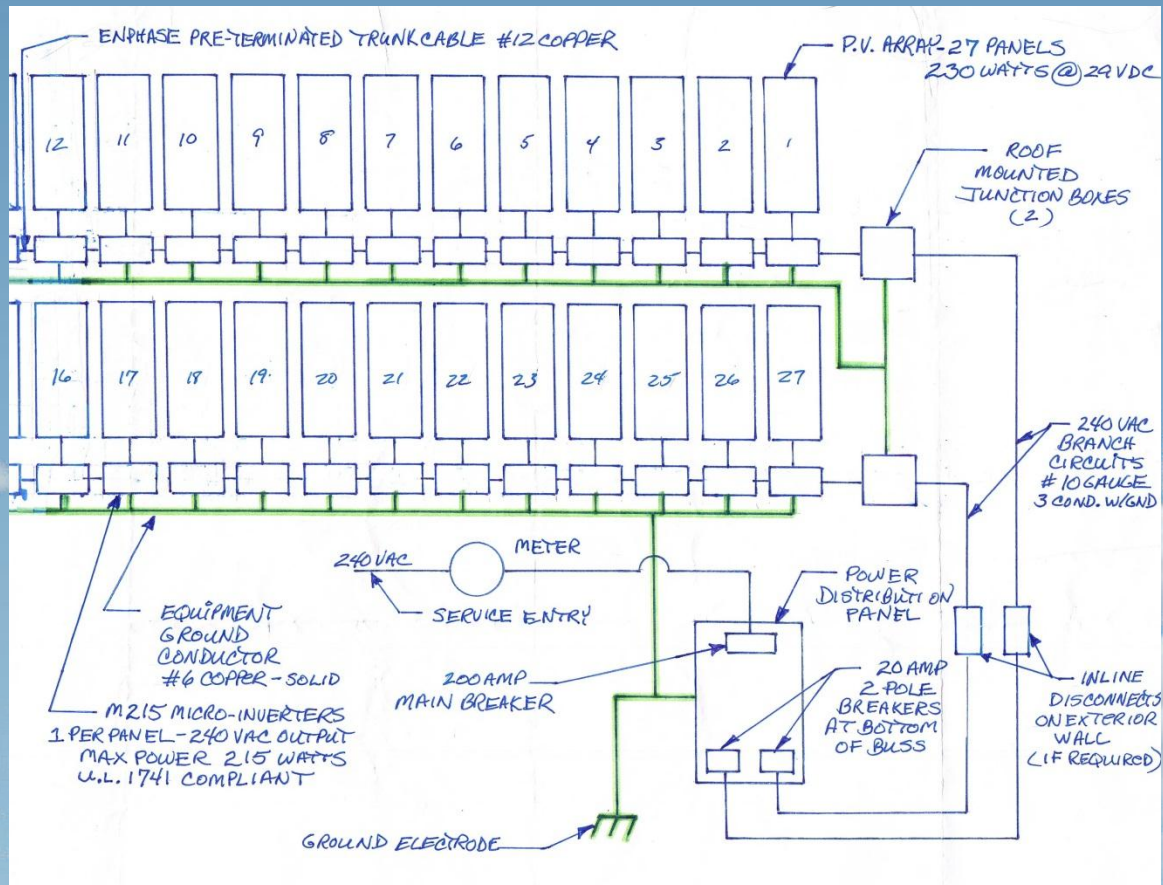 ENPHASE PRE-TERMINATED TRUNK CABLE #12 COPPER
P.V. ARRAY-27 PANELS
230 WATTS @ 29 VDC
12 11 10 9 8 7 6 5 4 3 2 1
ROOF
MOUNTED
JUNCTION BOXES
(2)
16 17 18 19. 20 21 22 23 24 25 26 27
240 VAC
BRANCH
CIRCUITS
#10 GAUGE
3 COND. W/GND
240 VAC
METER
SERVICE ENTRY
POWER
DISTRIBUTION
PANEL
EQUIPMENT
GROUND
CONDUCTOR
#6 COPPER-SOLID
200 AMP
MAIN BREAKER
20 AMP
2 POLE
BREAKERS
AT BOTTOM
OF BUSS
INLINE
DISCONNECTS
ON EXTERIOR
WALL
(IF REQUIRED)
M215 MICRO-INVERTERS
1 PER PANEL-240 VAC OUTPUT
MAX POWER 215 WATTS
U.L. 1741 COMPLIANT
GROUND ELECTRODE